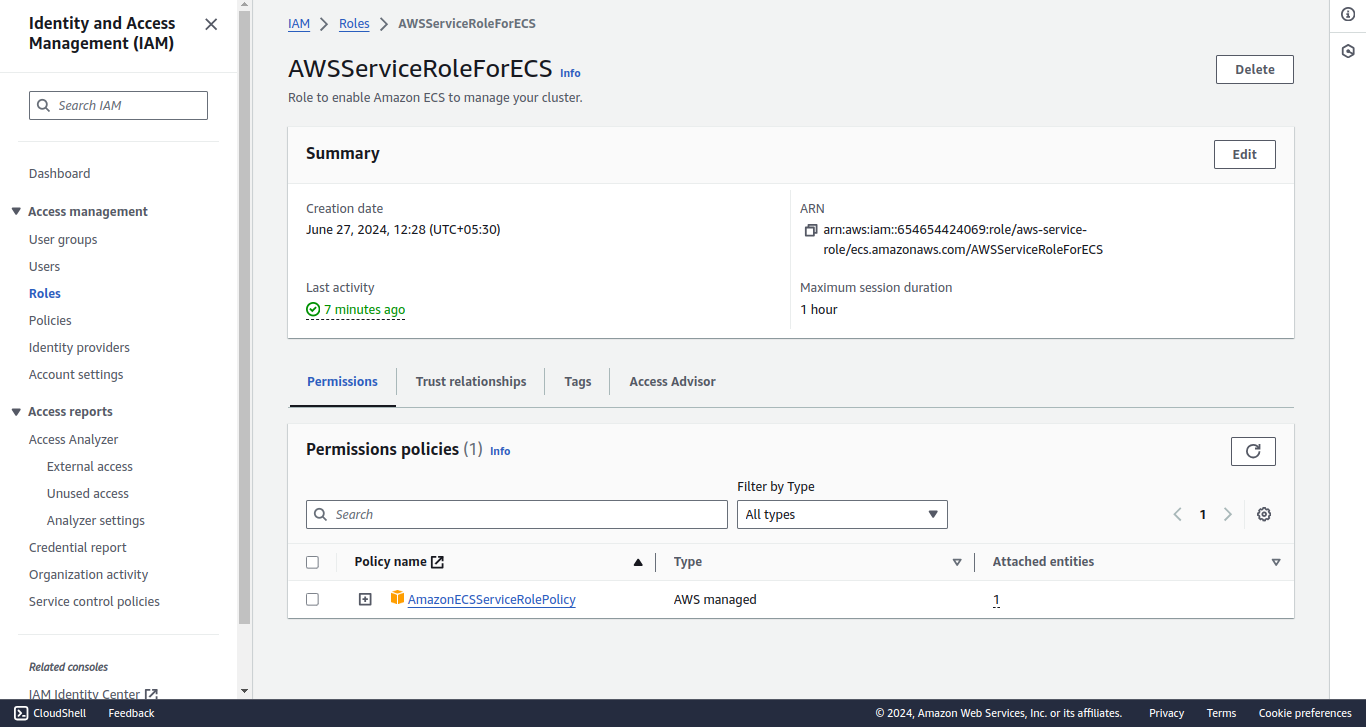 Identity and Access
Management (IAM)
Search IAM
Dashboard
Access management
User groups
Users
Roles
Policies
Identity providers
Account settings
Access reports
Access Analyzer
External access
Unused access
Analyzer settings
Credential report
Organization activity
Service control policies
Related consoles
IAM Identity Center
IAM
Roles
AWSServiceRoleForECS
AWSServiceRoleForECS Info
Delete
Role to enable Amazon ECS to manage your cluster.
Summary
Edit
Creation date
June 27, 2024, 12:28 (UTC+05:30)
ARN
arn:aws:iam::654654424069:role/aws-service-
role/ecs.amazonaws.com/AWSServiceRoleForECS
Last activity
7 minutes ago
Maximum session duration
1 hour
Permissions
Trust relationships
Tags
Access Advisor
Permissions policies (1) Info
Filter by Type
Search
All types
1
Policy name
Type
Attached entities
AmazonECSServiceRolePolicy
AWS managed
1
CloudShell
Feedback
© 2024, Amazon Web Services, Inc. or its affiliates.
Privacy
Terms
Cookie preferences